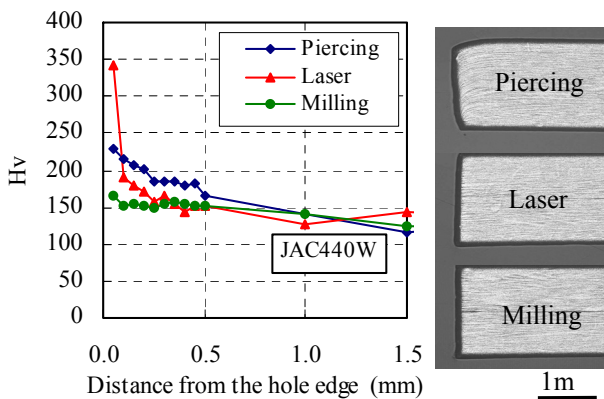 400
350
300
250
200
150
100
50
0
Hv
Piercing
Laser
Milling
JAC440W
0.0 0.5 1.0 1.5
Distance from the hole edge (mm)
Piercing
Laser
Milling
1m